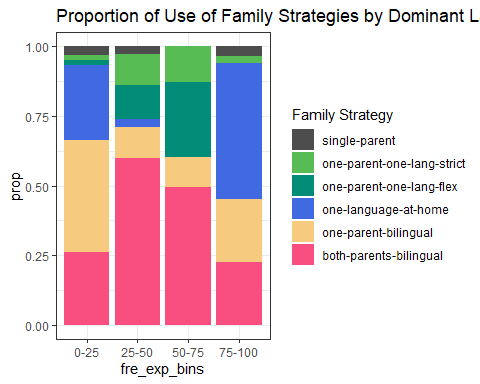 Proportion of Use of Family Strategies by Dominant L
1.00
0.75
0.50
0.25
0.00
prop
0-25 25-50 50-75 75-100
fre_exp_bins
Family Strategy
single-parent
one-parent-one-lang-strict
one-parent-one-lang-flex
one-language-at-home
one-parent-bilingual
both-parents-bilingual